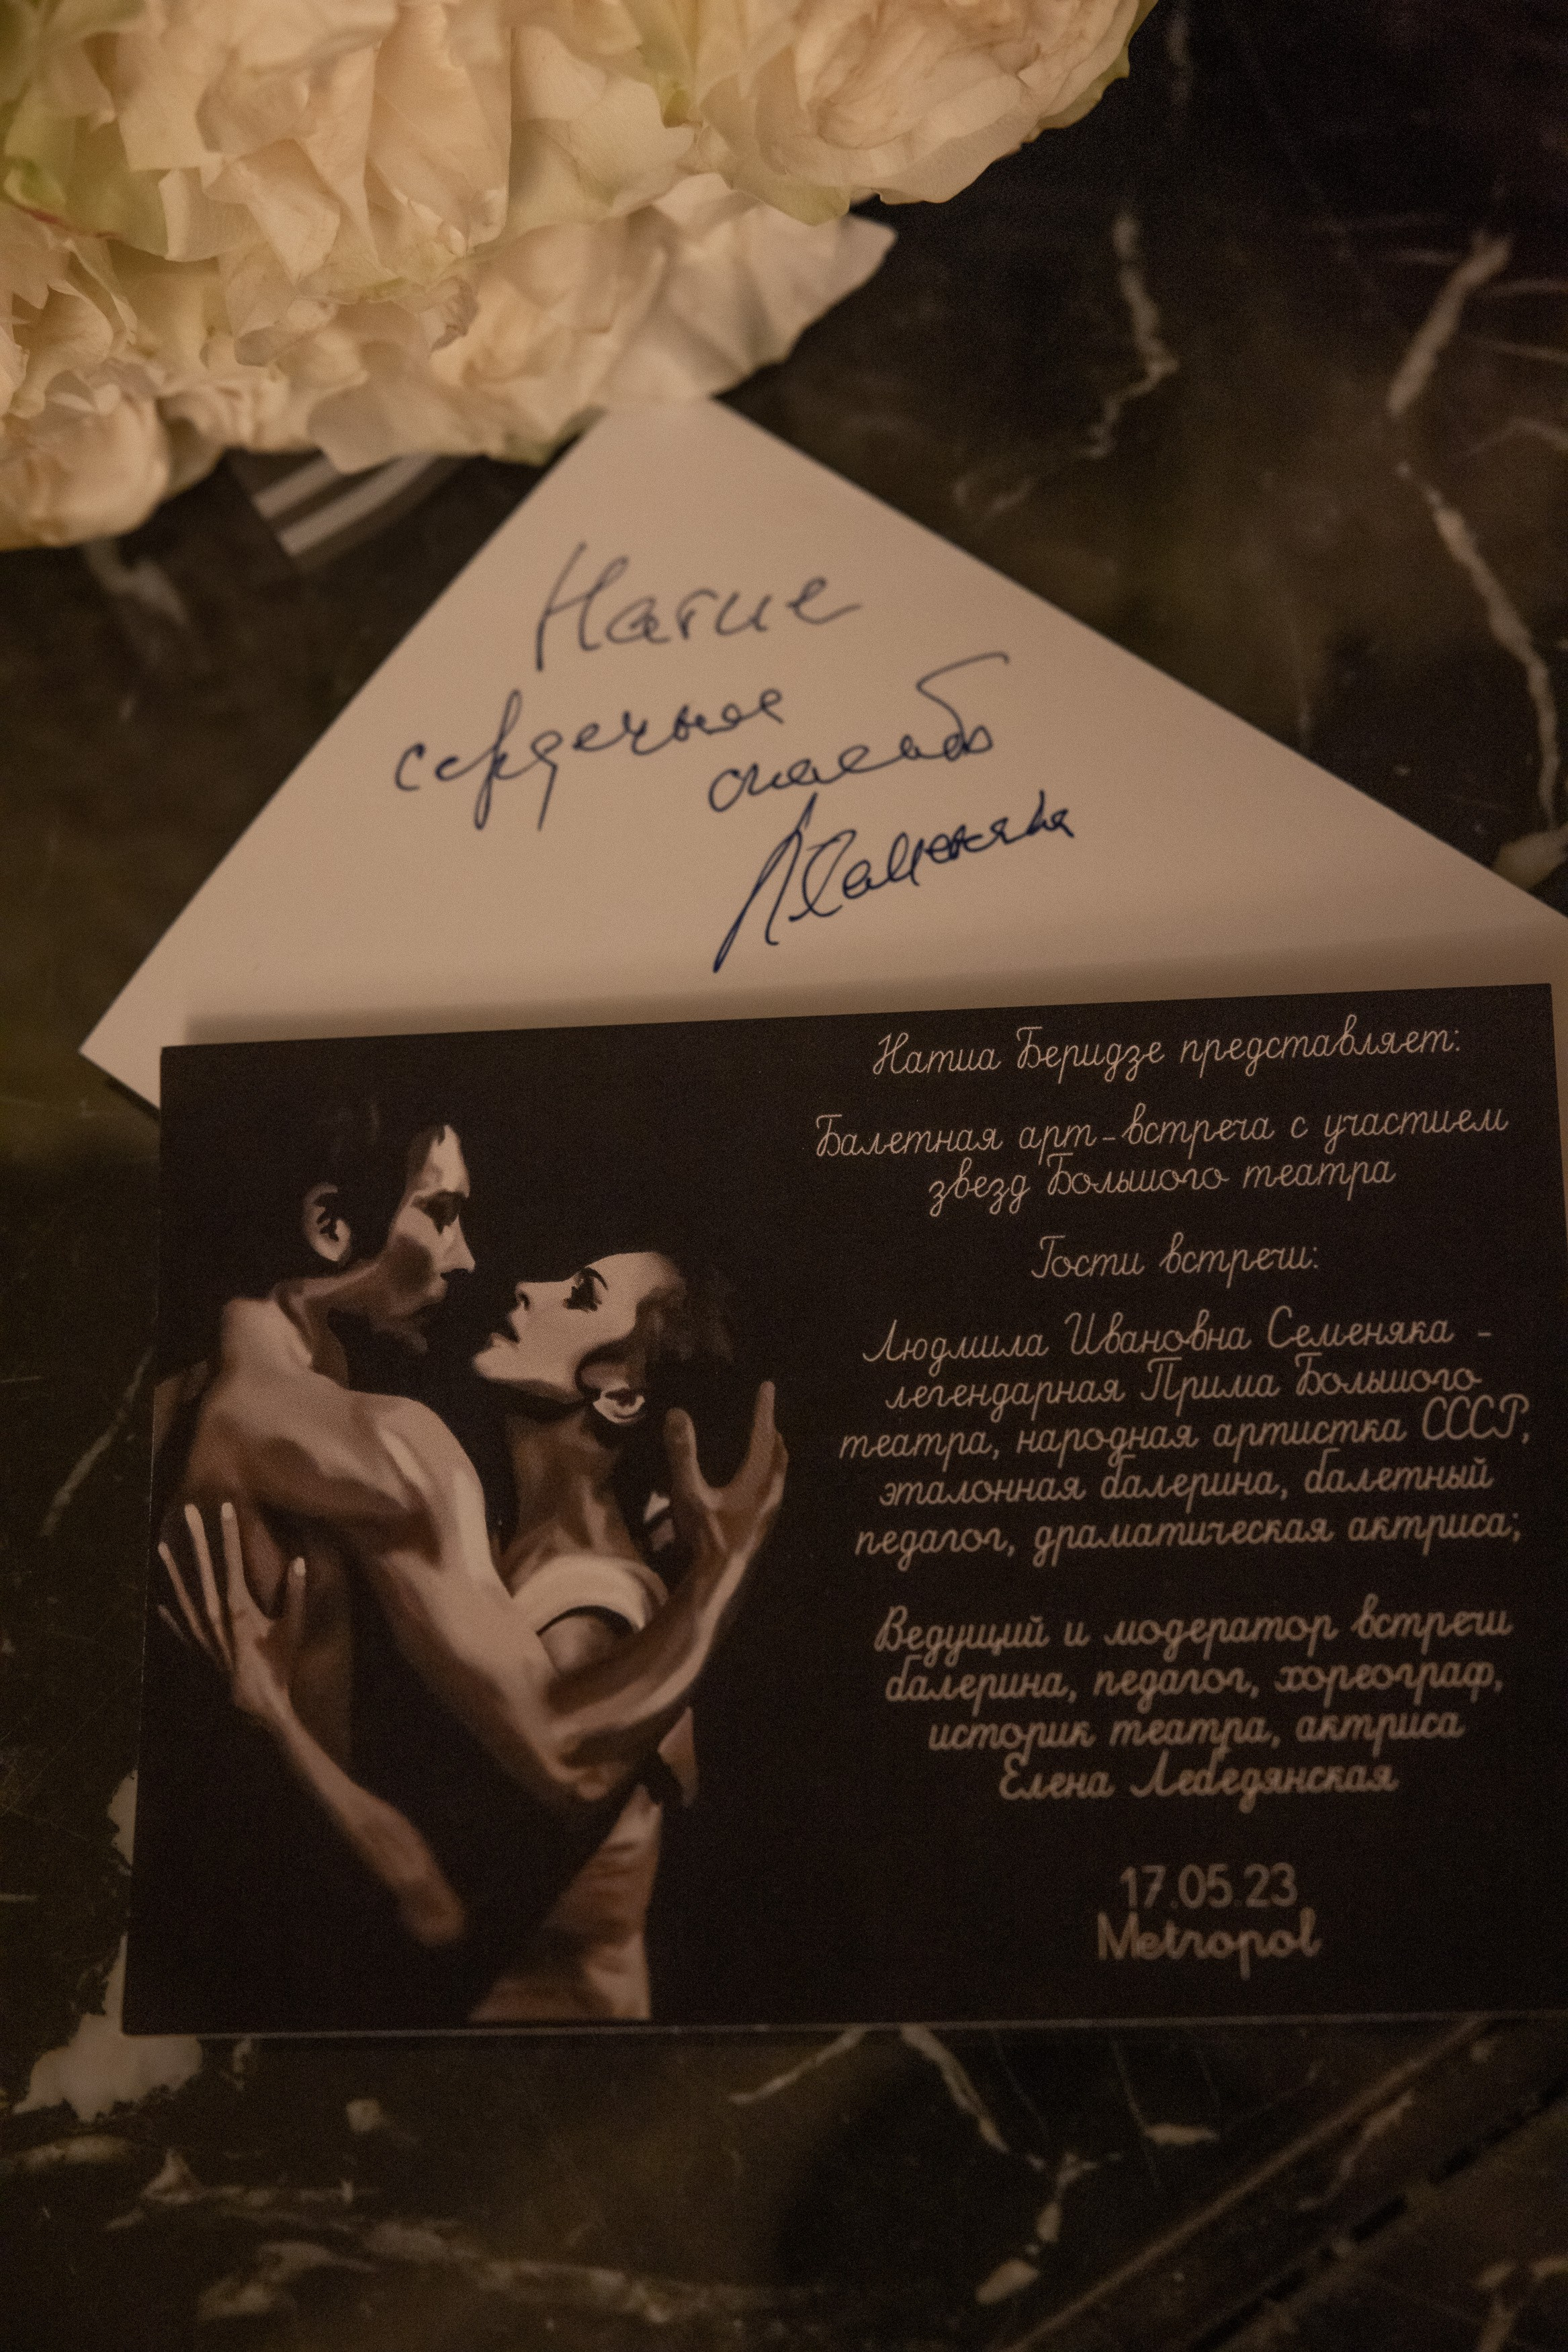 Натие
сердечное
спасибо
ЛСеменяка
Натиа Беридзе представляет:
Балетная арт-встреча с участием
звезд Большого театра
Гости встречи:
Людмила Ивановна Семеняка -
легендарная Прима Большого
театра, народная артистка СССР,
эталонная балерина, балетный
педагог, драматическая актриса;
Ведущий и модератор встречи
балерина, педагог, хореограф,
историк театра, актриса
Елена Лебедянская
17.05.23
Metropol